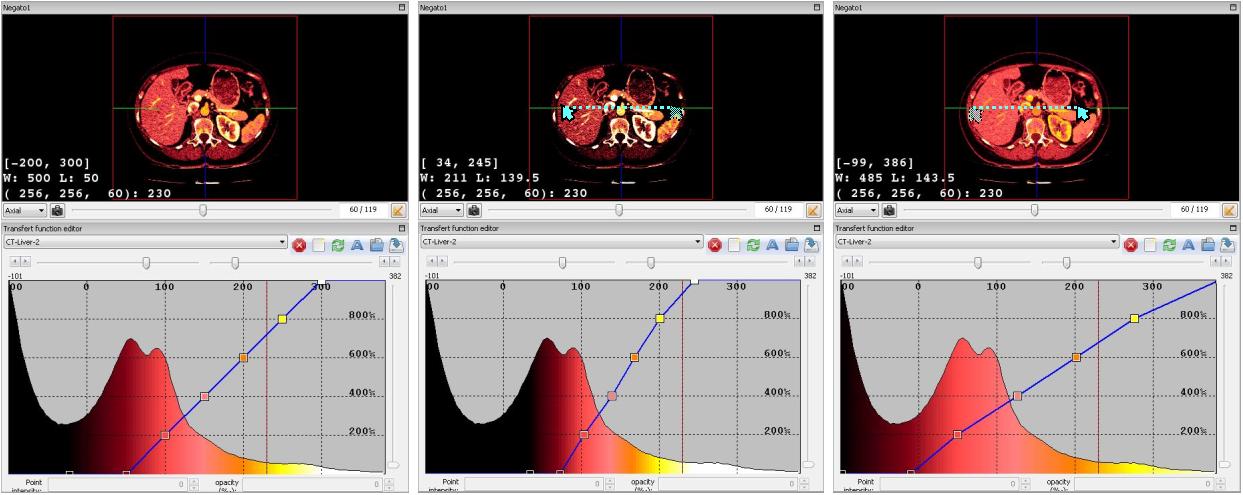 Negato1
[-200, 300]
W: 500 L: 50
( 256, 256, 60): 230
Axial
60 / 119
Transfert function editor
CT-Liver-2
-101 382
00 0 100 200 300
800%
600%
400%
200%
Point opacity
intensity: 0 (%): 0
Negato1
[ 34, 245]
W: 211 L: 139.5
( 256, 256, 60): 230
Axial
60 / 119
Transfert function editor
CT-Liver-2
-101 382
00 0 100 200 300
800%
600%
400%
200%
Point opacity
intensity: 0 (%): 0
Negato1
[-99, 386]
W: 485 L: 143.5
( 256, 256, 60): 230
Axial
60 / 119
Transfert function editor
CT-Liver-2
-101 382
00 0 100 200 300
800%
600%
400%
200%
Point opacity
intensity: 0 (%): 0